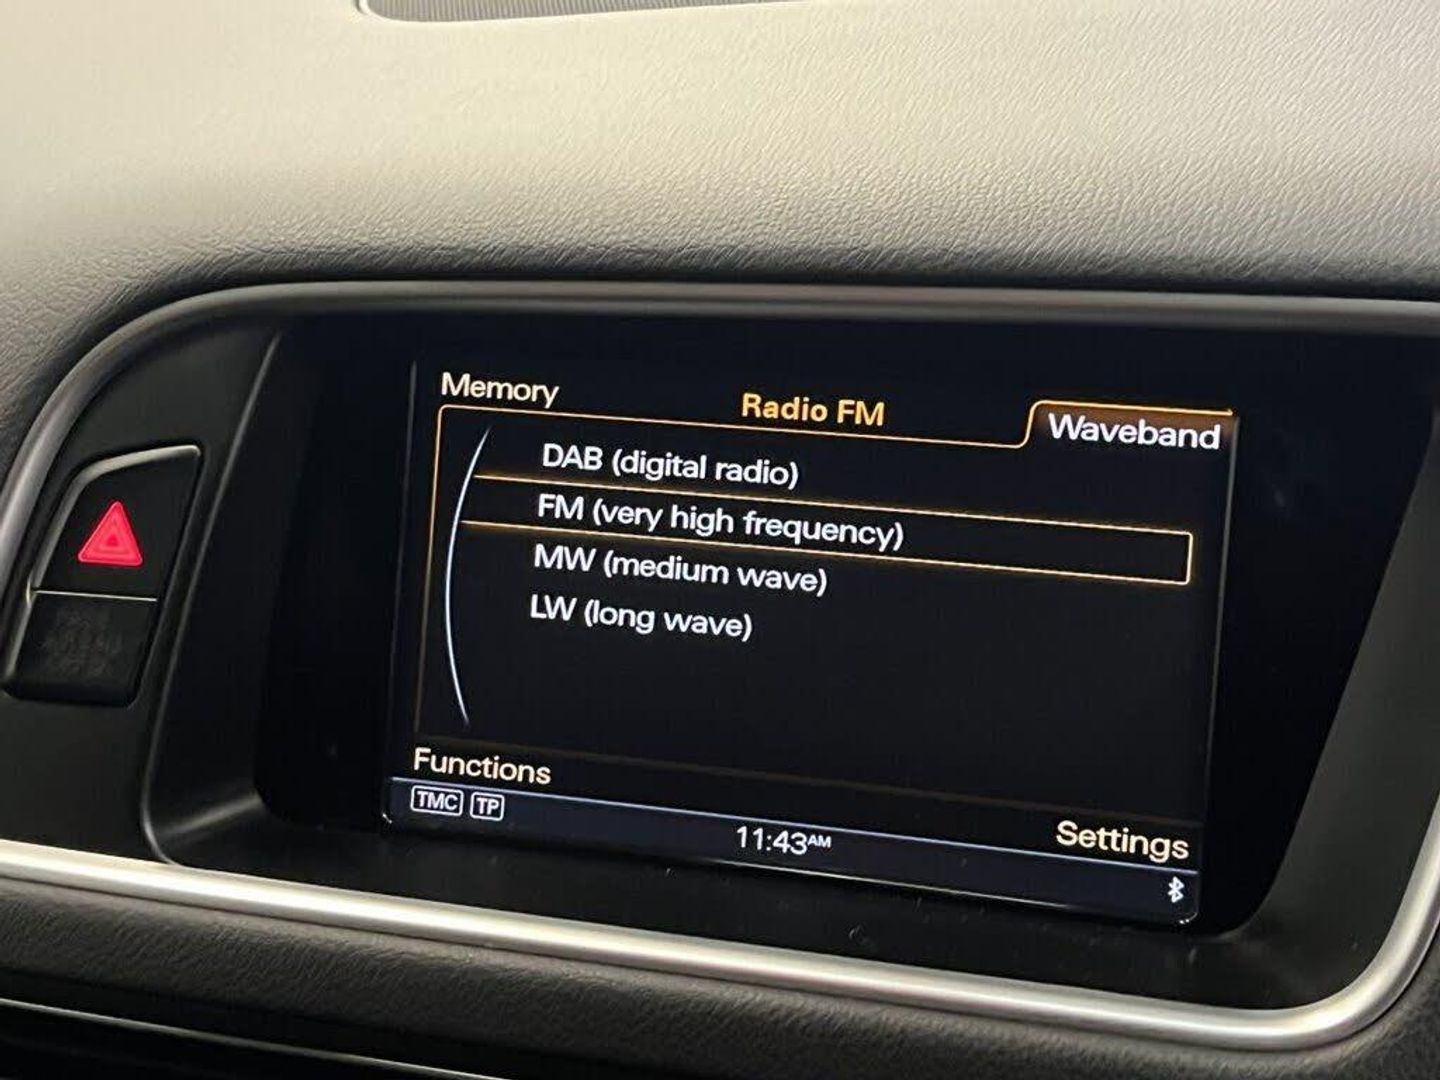 Memory
Radio FM
Waveband
DAB (digital radio)
FM (very high frequency)
MW (medium wave)
LW (long wave)
Functions
Settings
TMC TP
11:43AM